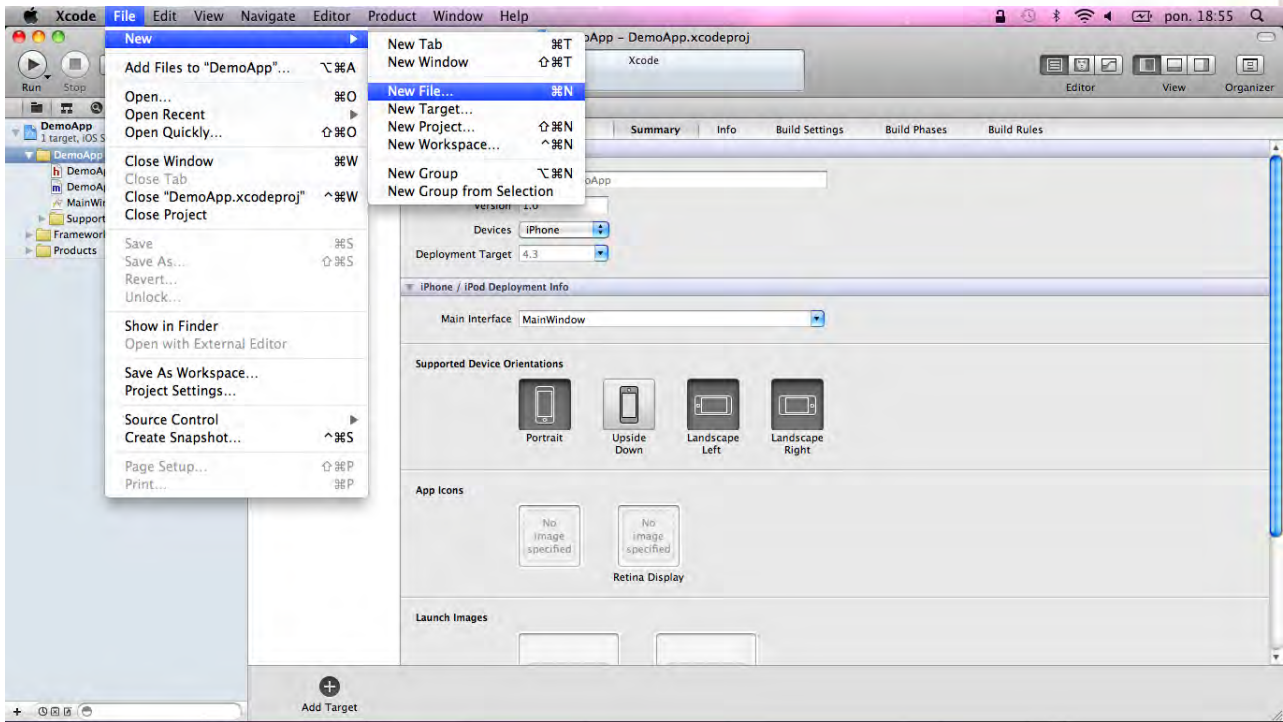 Xcode File Edit View Navigate Editor Product Window Help pon. 18:55
DemoApp.xcodeproj
Run Stop
Xcode
Editor View Organizer
New
Add Files to "DemoApp"... ⌥⌘A
Open... ⌘O
Open Recent
Open Quickly... ⇧⌘O
Close Window ⌘W
Close Tab
Close "DemoApp.xcodeproj" ^⌘W
Close Project
Save ⌘S
Save As... ⇧⌘S
Revert...
Unlock...
Show in Finder
Open with External Editor
Save As Workspace...
Project Settings...
Source Control
Create Snapshot... ^⌘S
Page Setup... ⇧⌘P
Print... ⌘P
New Tab ⌘T
New Window ⇧⌘T
New File... ⌘N
New Target...
New Project... ⇧⌘N
New Workspace... ^⌘N
New Group ⌥⌘N
New Group from Selection
DemoApp
1 target, iOS
DemoApp
h
m
Products
Summary Info Build Settings Build Phases Build Rules
Version 1.0
Devices iPhone
Deployment Target 4.3
iPhone / iPod Deployment Info
Main Interface MainWindow
Supported Device Orientations
Portrait
Upside Down
Landscape Left
Landscape Right
App Icons
No image specified
No image specified
Retina Display
Launch Images
Add Target